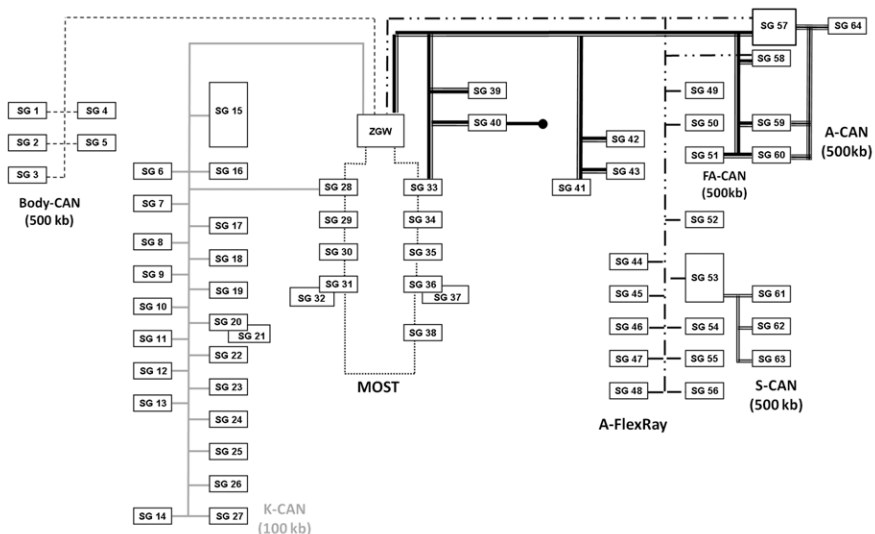 SG 57
SG 64
SG 58
SG 39
SG 49
SG 15
SG 1
SG 4
SG 40
SG 50
SG 59
A-CAN
(500kb)
ZGW
SG 2
SG 5
SG 42
SG 51
SG 60
SG 3
SG 6
SG 16
SG 43
FA-CAN
(500kb)
SG 28
SG 33
SG 41
Body-CAN
(500 kb)
SG 7
SG 29
SG 34
SG 52
SG 17
SG 8
SG 30
SG 35
SG 18
SG 44
SG 9
SG 53
SG 31
SG 36
SG 19
SG 32
SG 37
SG 45
SG 61
SG 10
SG 20
SG 21
SG 38
SG 46
SG 54
SG 62
SG 11
SG 22
SG 47
SG 55
SG 63
SG 12
SG 23
MOST
SG 48
SG 56
S-CAN
(500 kb)
SG 13
SG 24
A-FlexRay
SG 25
SG 26
SG 14
SG 27
K-CAN
(100 kb)